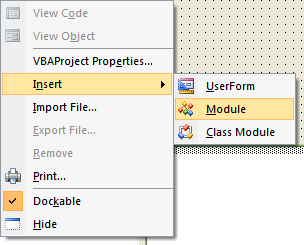 View Code
View Object
VBAProject Properties...
Insert
Import File...
Export File...
Remove
Print...
Dockable
Hide
UserForm
Module
Class Module